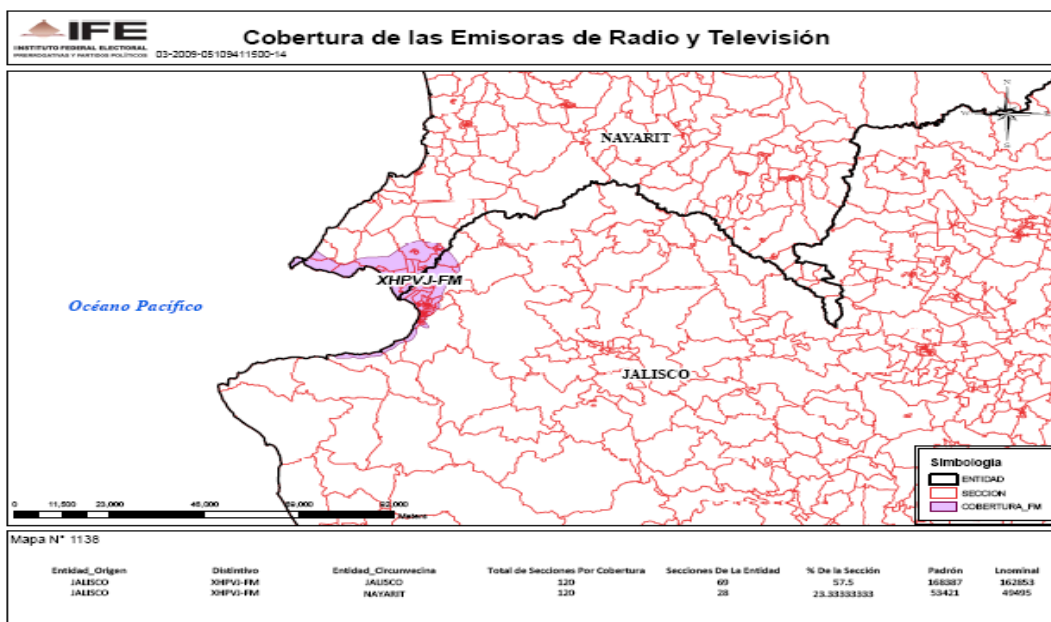 IFE
INSTITUTO FEDERAL ELECTORAL
PRERROGATIVAS Y PARTIDOS POLÍTICOS
03-2009-05109411500-14
Cobertura de las Emisoras de Radio y Televisión
N
W
NAYARIT
XHPVJ-FM
Océano Pacífico
JALISCO
Simbología
ENTIDAD
SECCION
COBERTURA_FM
0 11,500 23,000 46,000
Meters
Mapa N° 1138
Entidad_Origen Distintivo Entidad_Circunvecina Total de Secciones Por Cobertura Secciones De La Entidad % De la Sección Padrón Lnominal
JALISCO XHPVJ-FM JALISCO 120 69 57.5 168387 162853
JALISCO XHPVJ-FM NAYARIT 120 28 23.33333333 53421 49495